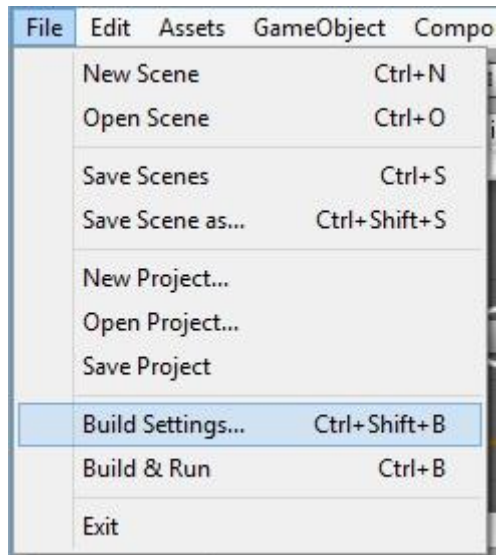 File Edit Assets GameObject Compo
New Scene Ctrl+N
Open Scene Ctrl+O
Save Scenes Ctrl+S
Save Scene as... Ctrl+Shift+S
New Project...
Open Project...
Save Project
Build Settings... Ctrl+Shift+B
Build & Run Ctrl+B
Exit